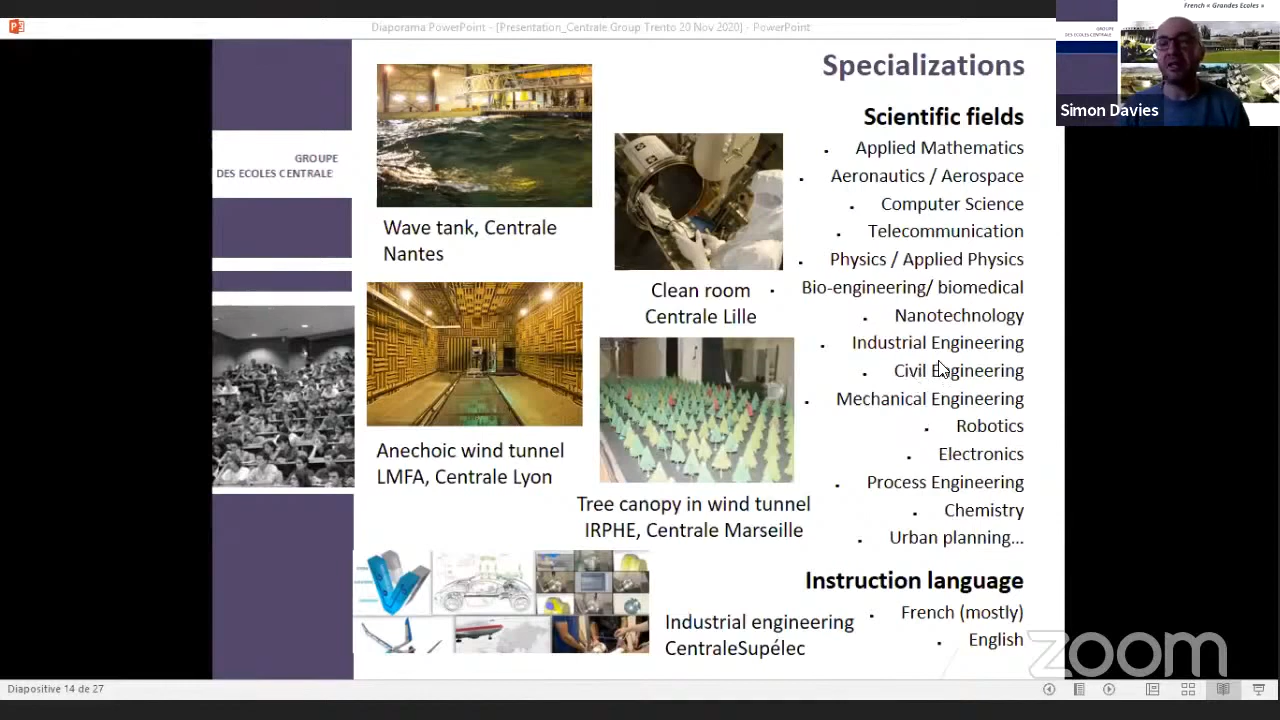 Diaporama PowerPoint - [Presentation_Centrale Group Trento 20 Nov 2020] - PowerPoint
French « Grandes Ecoles »
GROUPE
DES ECOLES CENTRALE
Simon Davies
GROUPE
DES ECOLES CENTRALE
Specializations
Scientific fields
Applied Mathematics
Aeronautics / Aerospace
Computer Science
Telecommunication
Physics / Applied Physics
Bio-engineering/ biomedical
Nanotechnology
Industrial Engineering
Civil Engineering
Mechanical Engineering
Robotics
Electronics
Process Engineering
Chemistry
Urban planning...
Instruction language
French (mostly)
English
Wave tank, Centrale
Nantes
Clean room
Centrale Lille
Anechoic wind tunnel
LMFA, Centrale Lyon
Tree canopy in wind tunnel
IRPHE, Centrale Marseille
Industrial engineering
CentraleSupélec
zoom
Diapositive 14 de 27